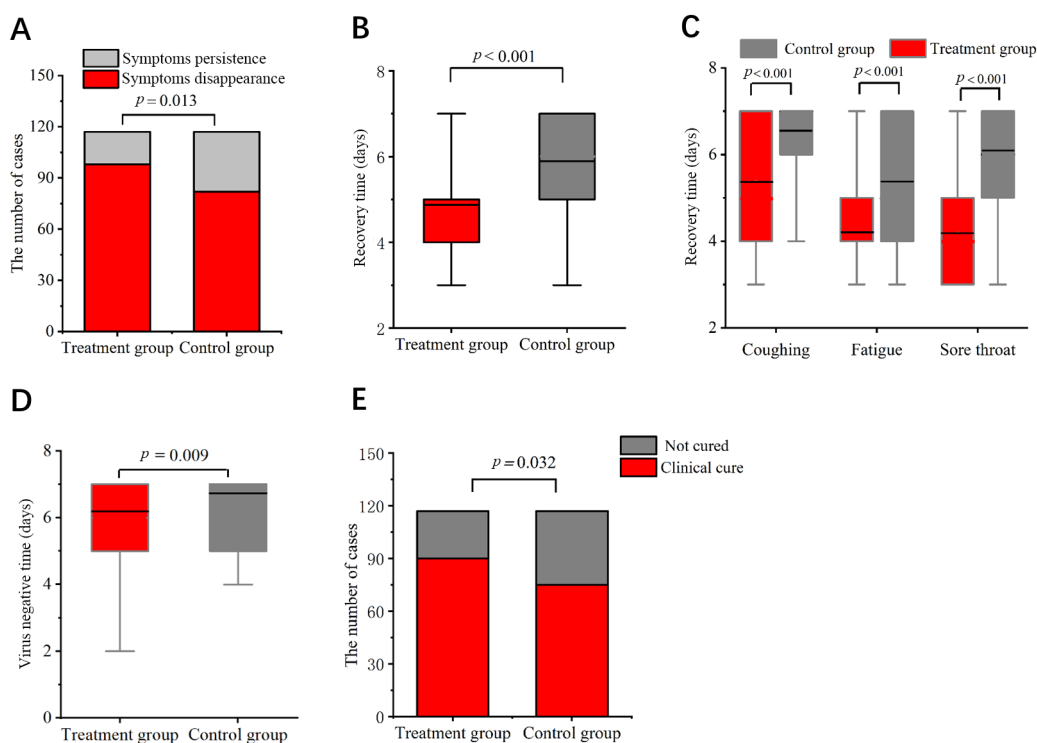 A
Symptoms persistence
Symptoms disappearance
150
120
90
60
30
0
The number of cases
p = 0.013
Treatment group
Control group
B
8
6
4
2
Recovery time (days)
p < 0.001
Treatment group
Control group
C
Control group
Treatment group
8
6
4
2
Recovery time (days)
p < 0.001
p < 0.001
p < 0.001
Coughing
Fatigue
Sore throat
D
8
6
4
2
0
Virus negative time (days)
p = 0.009
Treatment group
Control group
E
Not cured
Clinical cure
150
120
90
60
30
0
The number of cases
p = 0.032
Treatment group
Control group